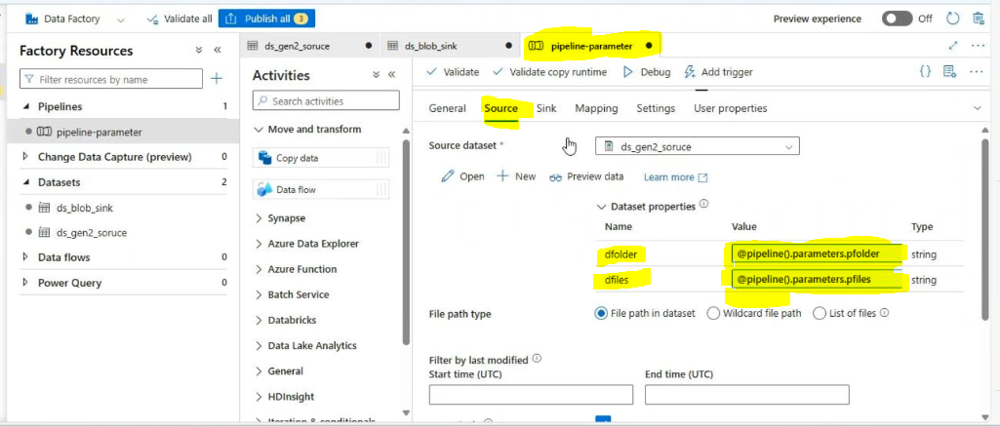 Data Factory Validate all Publish all 3 Preview experience Off
Factory Resources
Filter resources by name
Pipelines 1
pipeline-parameter
Change Data Capture (preview) 0
Datasets 2
ds_blob_sink
ds_gen2_soruce
Data flows 0
Power Query 0
ds_gen2_soruce ds_blob_sink pipeline-parameter
Activities
Search activities
Move and transform
Copy data
Data flow
Synapse
Azure Data Explorer
Azure Function
Batch Service
Databricks
Data Lake Analytics
General
HDInsight
Iteration & conditionals
Validate Validate copy runtime Debug Add trigger
General Source Sink Mapping Settings User properties
Source dataset * ds_gen2_soruce
Open New Preview data Learn more
Dataset properties
Name Value Type
dfolder @pipeline().parameters.pfolder string
dfiles @pipeline().parameters.pfiles string
File path type File path in dataset Wildcard file path List of files
Filter by last modified
Start time (UTC) End time (UTC)